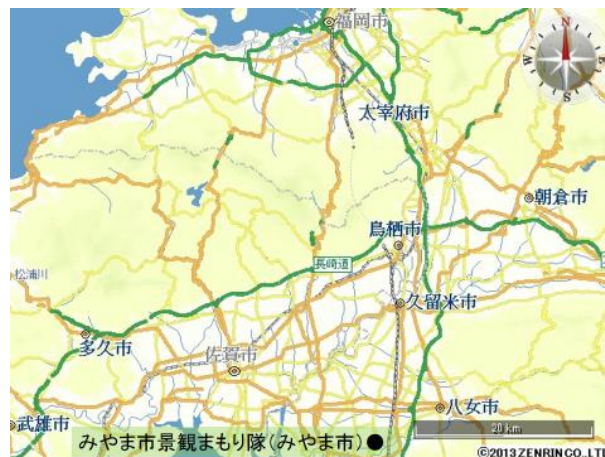 福岡市
N
W
E
S
太宰府市
朝倉市
鳥栖市
長崎道
松浦川
久留米市
多久市
佐賀市
武雄市
八女市
20 km
みやま市景観まもり隊(みやま市)●
©2013ZENRIN CO.,LTD